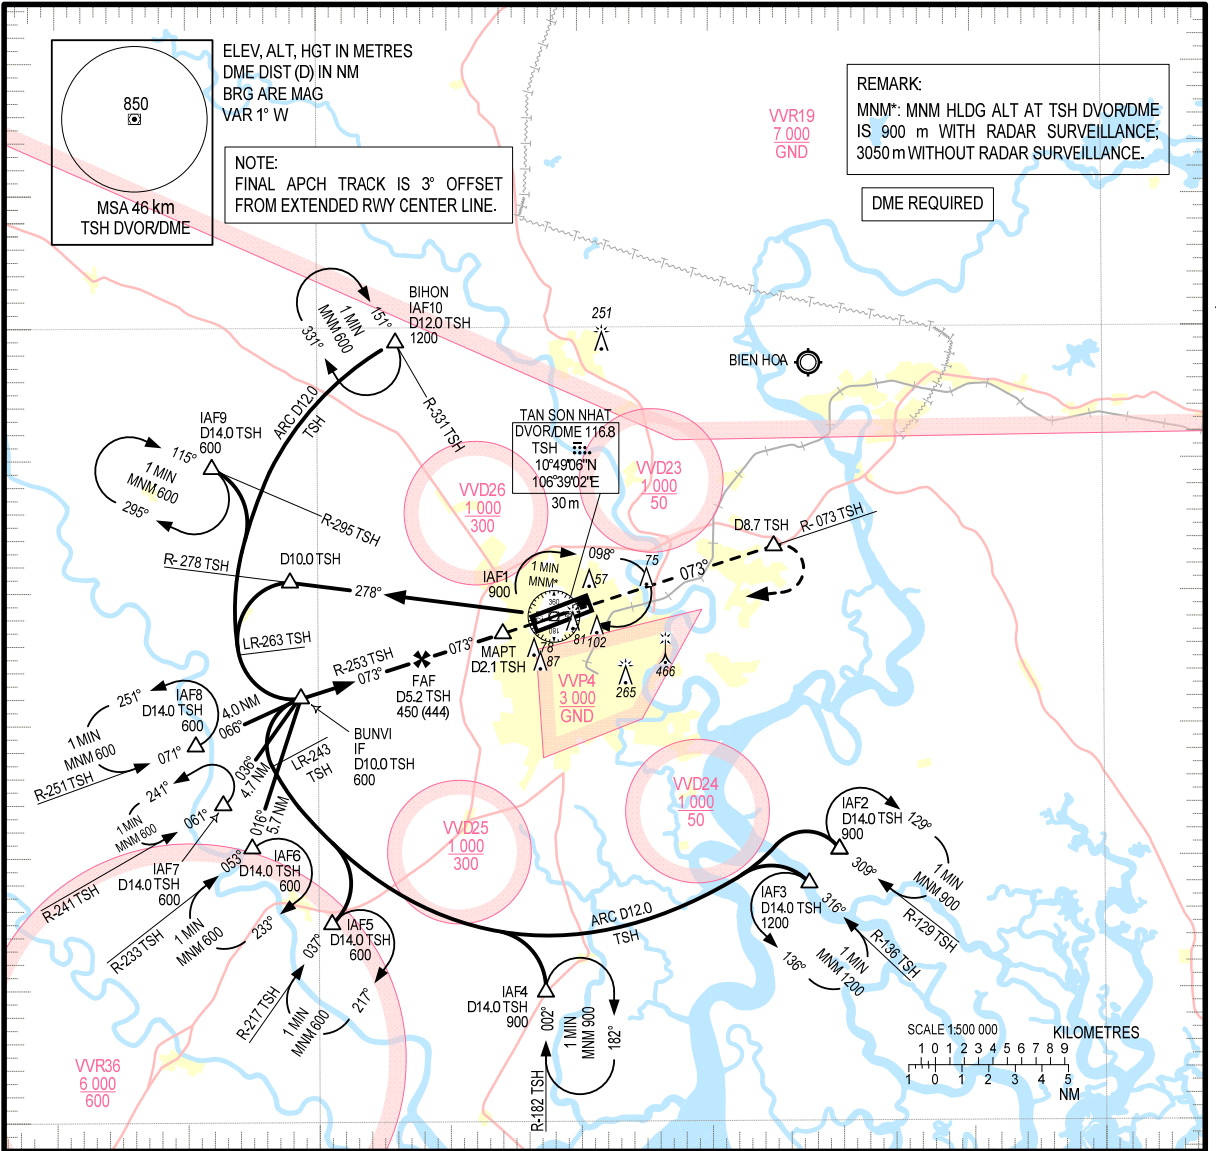 850
MSA 46 km
TSH DVOR/DME
ELEV, ALT, HGT IN METRES
DME DIST (D) IN NM
BRG ARE MAG
VAR 1° W
NOTE:
FINAL APCH TRACK IS 3° OFFSET
FROM EXTENDED RWY CENTER LINE.
VVR19
7 000
GND
REMARK:
MNM*: MNM HLDG ALT AT TSH DVOR/DME
IS 900 m WITH RADAR SURVEILLANCE;
3050 m WITHOUT RADAR SURVEILLANCE.
DME REQUIRED
BIHON
IAF10
D12.0 TSH
1200
151°
1 MIN
MNM 600
331°
R-331 TSH
ARC D12.0
TSH
251
BIEN HOA
IAF9
D14.0 TSH
600
115°
1 MIN
MNM 600
295°
R-295 TSH
TAN SON NHAT
DVOR/DME 116.8
TSH
10°49'06"N
106°39'02"E
30 m
VVD26
1 000
300
VVD23
1 000
50
D8.7 TSH
R- 073 TSH
073°
R- 278 TSH
D10.0 TSH
278°
IAF1
900
1 MIN
MNM*
098°
75
57
360
180
81
102
78
87
265
466
LR-263 TSH
R-253 TSH
073°
073°
MAPT
D2.1 TSH
FAF
D5.2 TSH
450 (444)
VVP4
3 000
GND
BUNVI
IF
D10.0 TSH
600
LR-243
TSH
IAF8
D14.0 TSH
600
251°
1 MIN
MNM 600
071°
R-251 TSH
4.0 NM
066°
036°
4.7 NM
016°
5.7 NM
241°
1 MIN
MNM 600
061°
R-241 TSH
IAF7
D14.0 TSH
600
053°
IAF6
D14.0 TSH
600
R-233 TSH
1 MIN
MNM 600
233°
IAF5
D14.0 TSH
600
037°
R-217 TSH
1 MIN
MNM 600
217°
VVD25
1 000
300
VVD24
1 000
50
ARC D12.0
TSH
IAF2
D14.0 TSH
900
129°
309°
1 MIN
MNM 900
R-129 TSH
IAF3
D14.0 TSH
1200
316°
136°
1 MIN
MNM 1200
R-136 TSH
IAF4
D14.0 TSH
900
002°
1 MIN
MNM 900
182°
R-182 TSH
VVR36
6 000
600
SCALE 1:500 000
KILOMETRES
1 0 1 2 3 4 5 6 7 8 9
1 0 1 2 3 4 5
NM